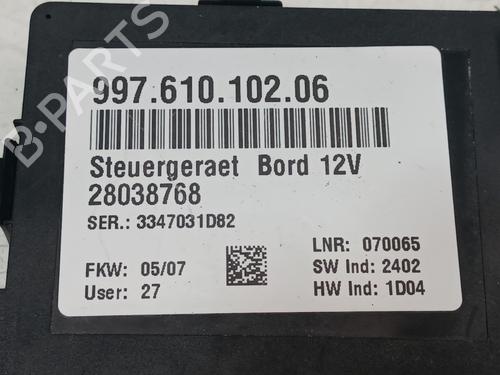 997.610.102.06
Steuergeraet Bord 12V
28038768
SER.: 3347031D82
LNR: 070065
FKW: 05/07
SW Ind: 2402
User: 27
HW Ind: 1D04
B-PARTS